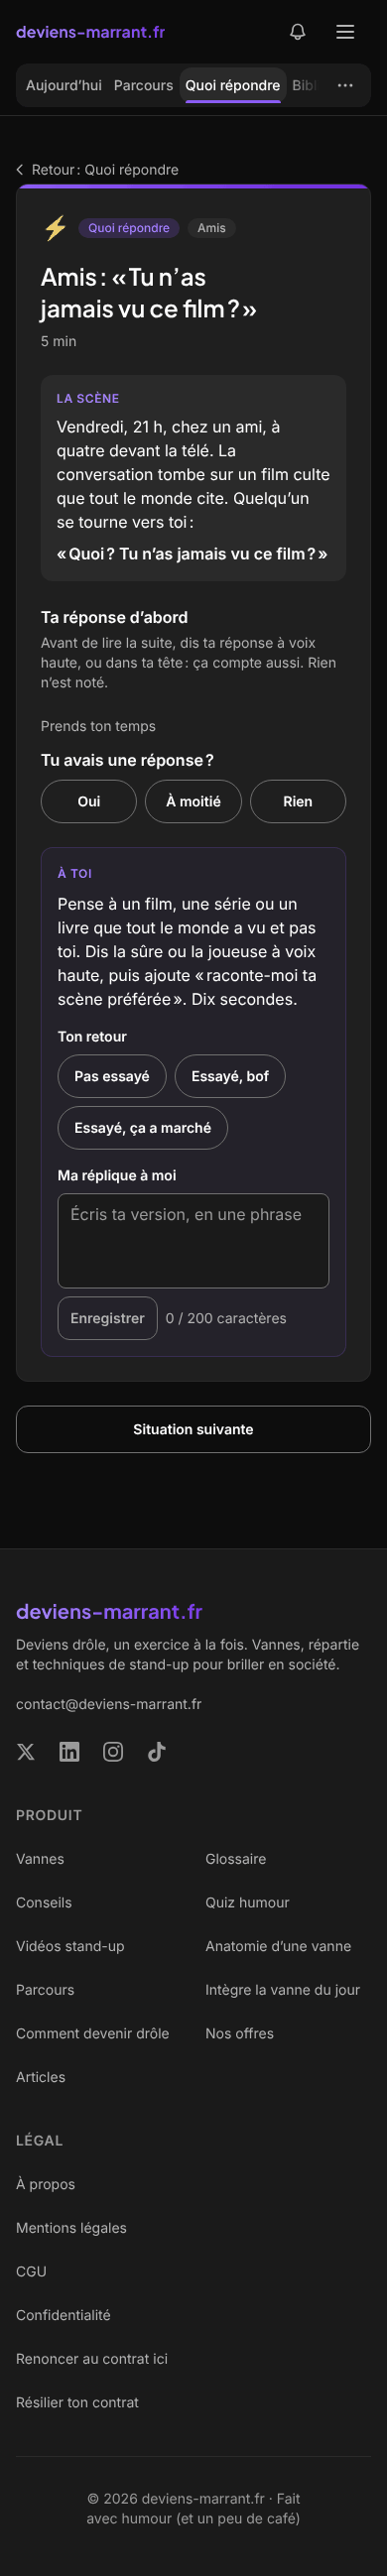 deviens-marrant.fr
Aujourd’hui Parcours Quoi répondre Bibl
Retour : Quoi répondre
Quoi répondre Amis
Amis : « Tu n’as
jamais vu ce film ? »
5 min
LA SCÈNE
Vendredi, 21 h, chez un ami, à
quatre devant la télé. La
conversation tombe sur un film culte
que tout le monde cite. Quelqu’un
se tourne vers toi :
« Quoi ? Tu n’as jamais vu ce film ? »
Ta réponse d’abord
Avant de lire la suite, dis ta réponse à voix
haute, ou dans ta tête : ça compte aussi. Rien
n’est noté.
Prends ton temps
Tu avais une réponse ?
Oui À moitié Rien
À TOI
Pense à un film, une série ou un
livre que tout le monde a vu et pas
toi. Dis la sûre ou la joueuse à voix
haute, puis ajoute « raconte-moi ta
scène préférée ». Dix secondes.
Ton retour
Pas essayé Essayé, bof
Essayé, ça a marché
Ma réplique à moi
Écris ta version, en une phrase
Enregistrer 0 / 200 caractères
Situation suivante
deviens-marrant.fr
Deviens drôle, un exercice à la fois. Vannes, répartie
et techniques de stand-up pour briller en société.
contact@deviens-marrant.fr
PRODUIT
Vannes Glossaire
Conseils Quiz humour
Vidéos stand-up Anatomie d’une vanne
Parcours Intègre la vanne du jour
Comment devenir drôle Nos offres
Articles
LÉGAL
À propos
Mentions légales
CGU
Confidentialité
Renoncer au contrat ici
Résilier ton contrat
© 2026 deviens-marrant.fr · Fait
avec humour (et un peu de café)